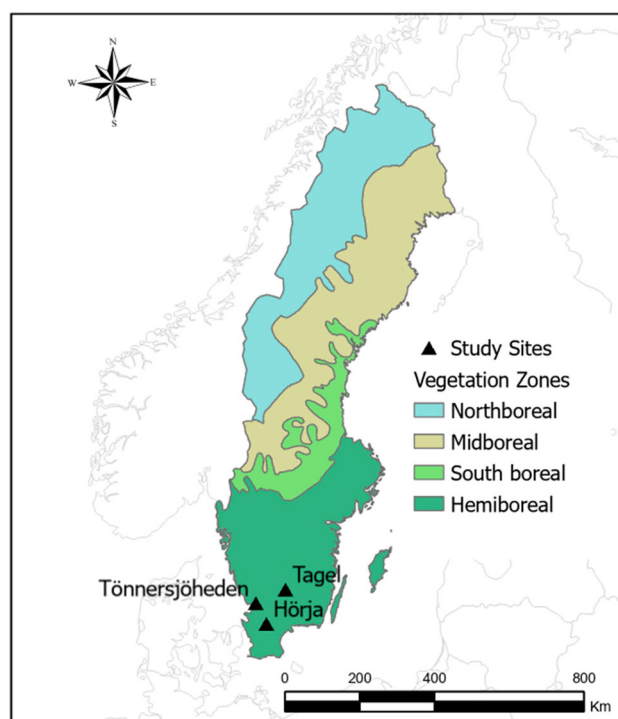 N
W E
S
Study Sites
Vegetation Zones
Northboreal
Midboreal
South boreal
Hemiboreal
Tagel
Tönnersjöheden
Hörja
0 200 400 800
Km